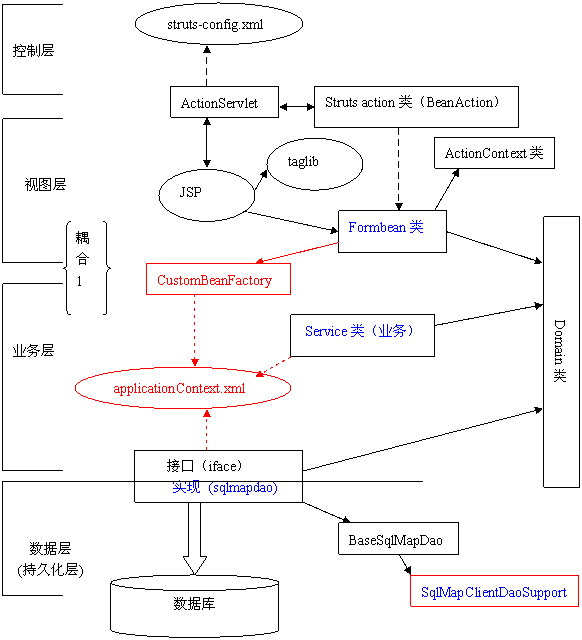 struts-config.xml
控制层
ActionServlet
Struts action 类（BeanAction）
ActionContext 类
taglib
视图层
JSP
Formbean 类
耦
合
1
CustomBeanFactory
Service 类（业务）
Domain 类
业务层
applicationContext.xml
接口（iface）
实现（sqlmapdao)
BaseSqlMapDao
数据层
(持久化层)
SqlMapClientDaoSupport
数据库